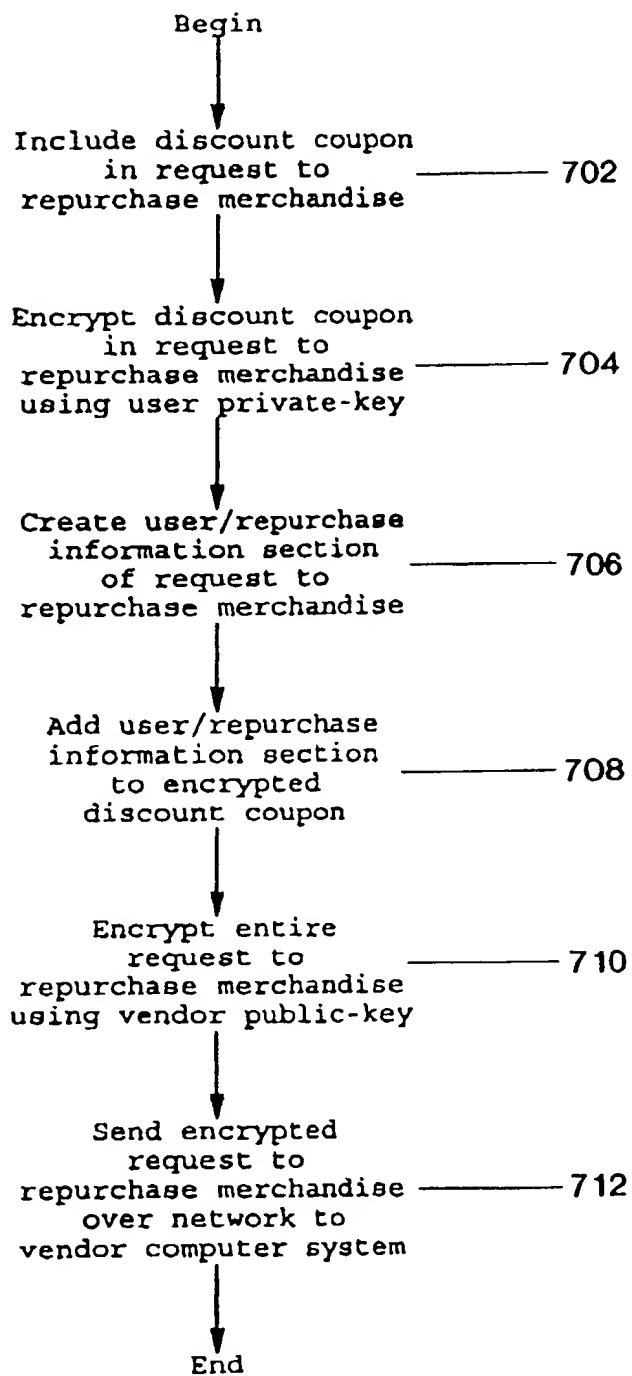 Begin
Include discount coupon
in request to
repurchase merchandise
702
Encrypt discount coupon
in request to
repurchase merchandise
using user private-key
704
Create user/repurchase
information section
of request to
repurchase merchandise
706
Add user/repurchase
information section
to encrypted
discount coupon
708
Encrypt entire
request to
repurchase merchandise
using vendor public-key
710
Send encrypted
request to
repurchase merchandise
over network to
vendor computer system
712
End